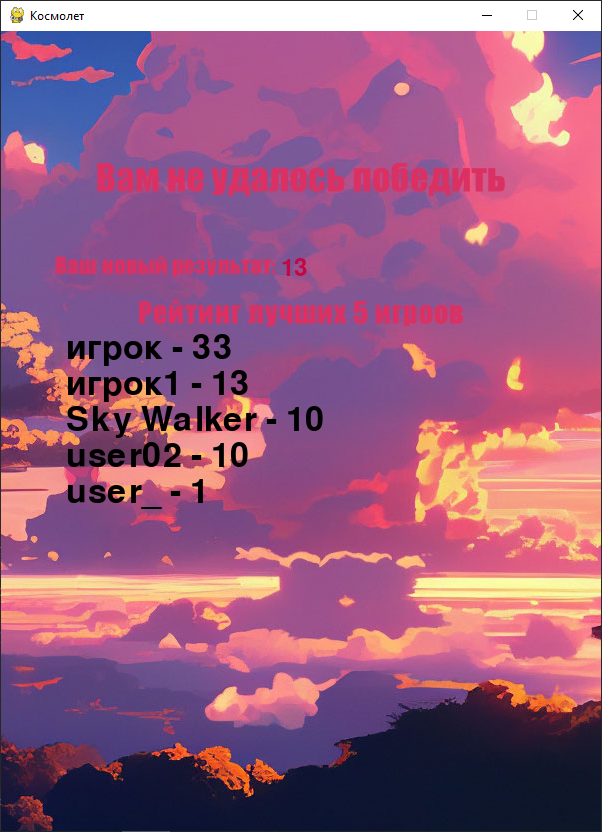 Космолет
Вам не удалось победить
Ваш новый результат: 13
Рейтинг лучших 5 игроов
игрок - 33
игрок1 - 13
Sky Walker - 10
user02 - 10
user_ - 1